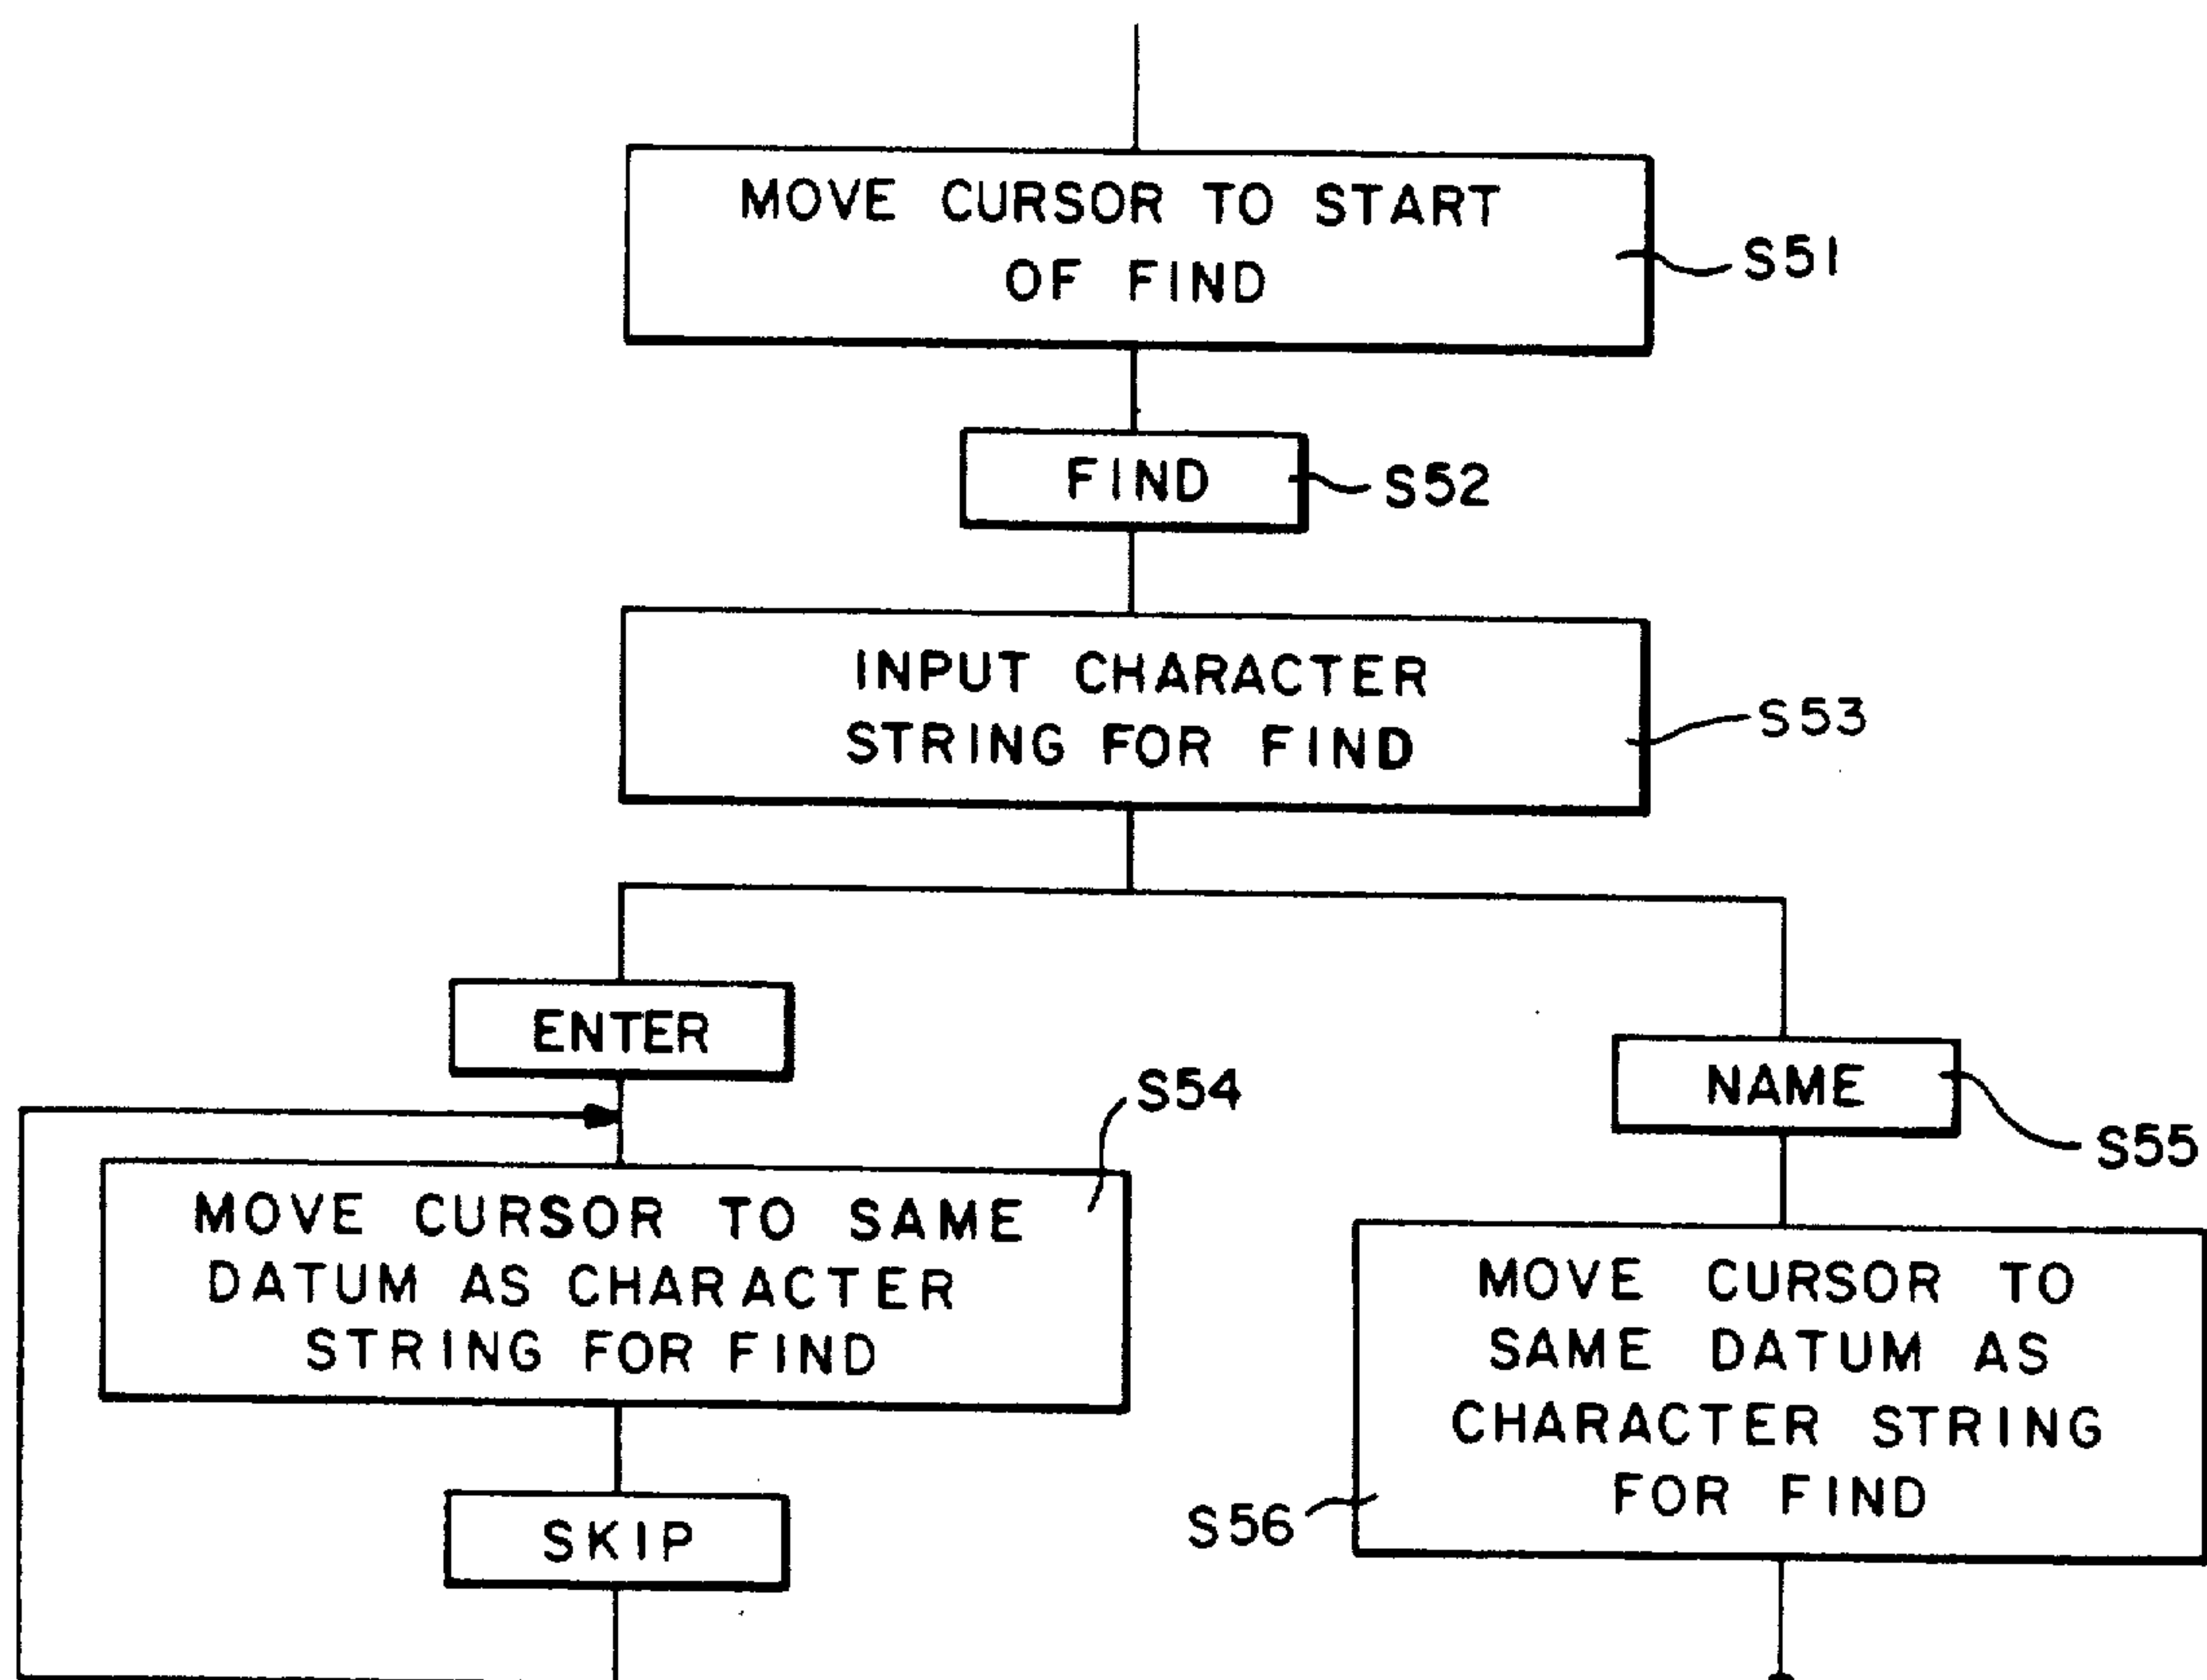 MOVE CURSOR TO START
OF FIND
S51
FIND
S52
INPUT CHARACTER
STRING FOR FIND
S53
ENTER
NAME
S55
S54
MOVE CURSOR TO SAME
DATUM AS CHARACTER
STRING FOR FIND
SKIP
MOVE CURSOR TO
SAME DATUM AS
CHARACTER STRING
FOR FIND
S56